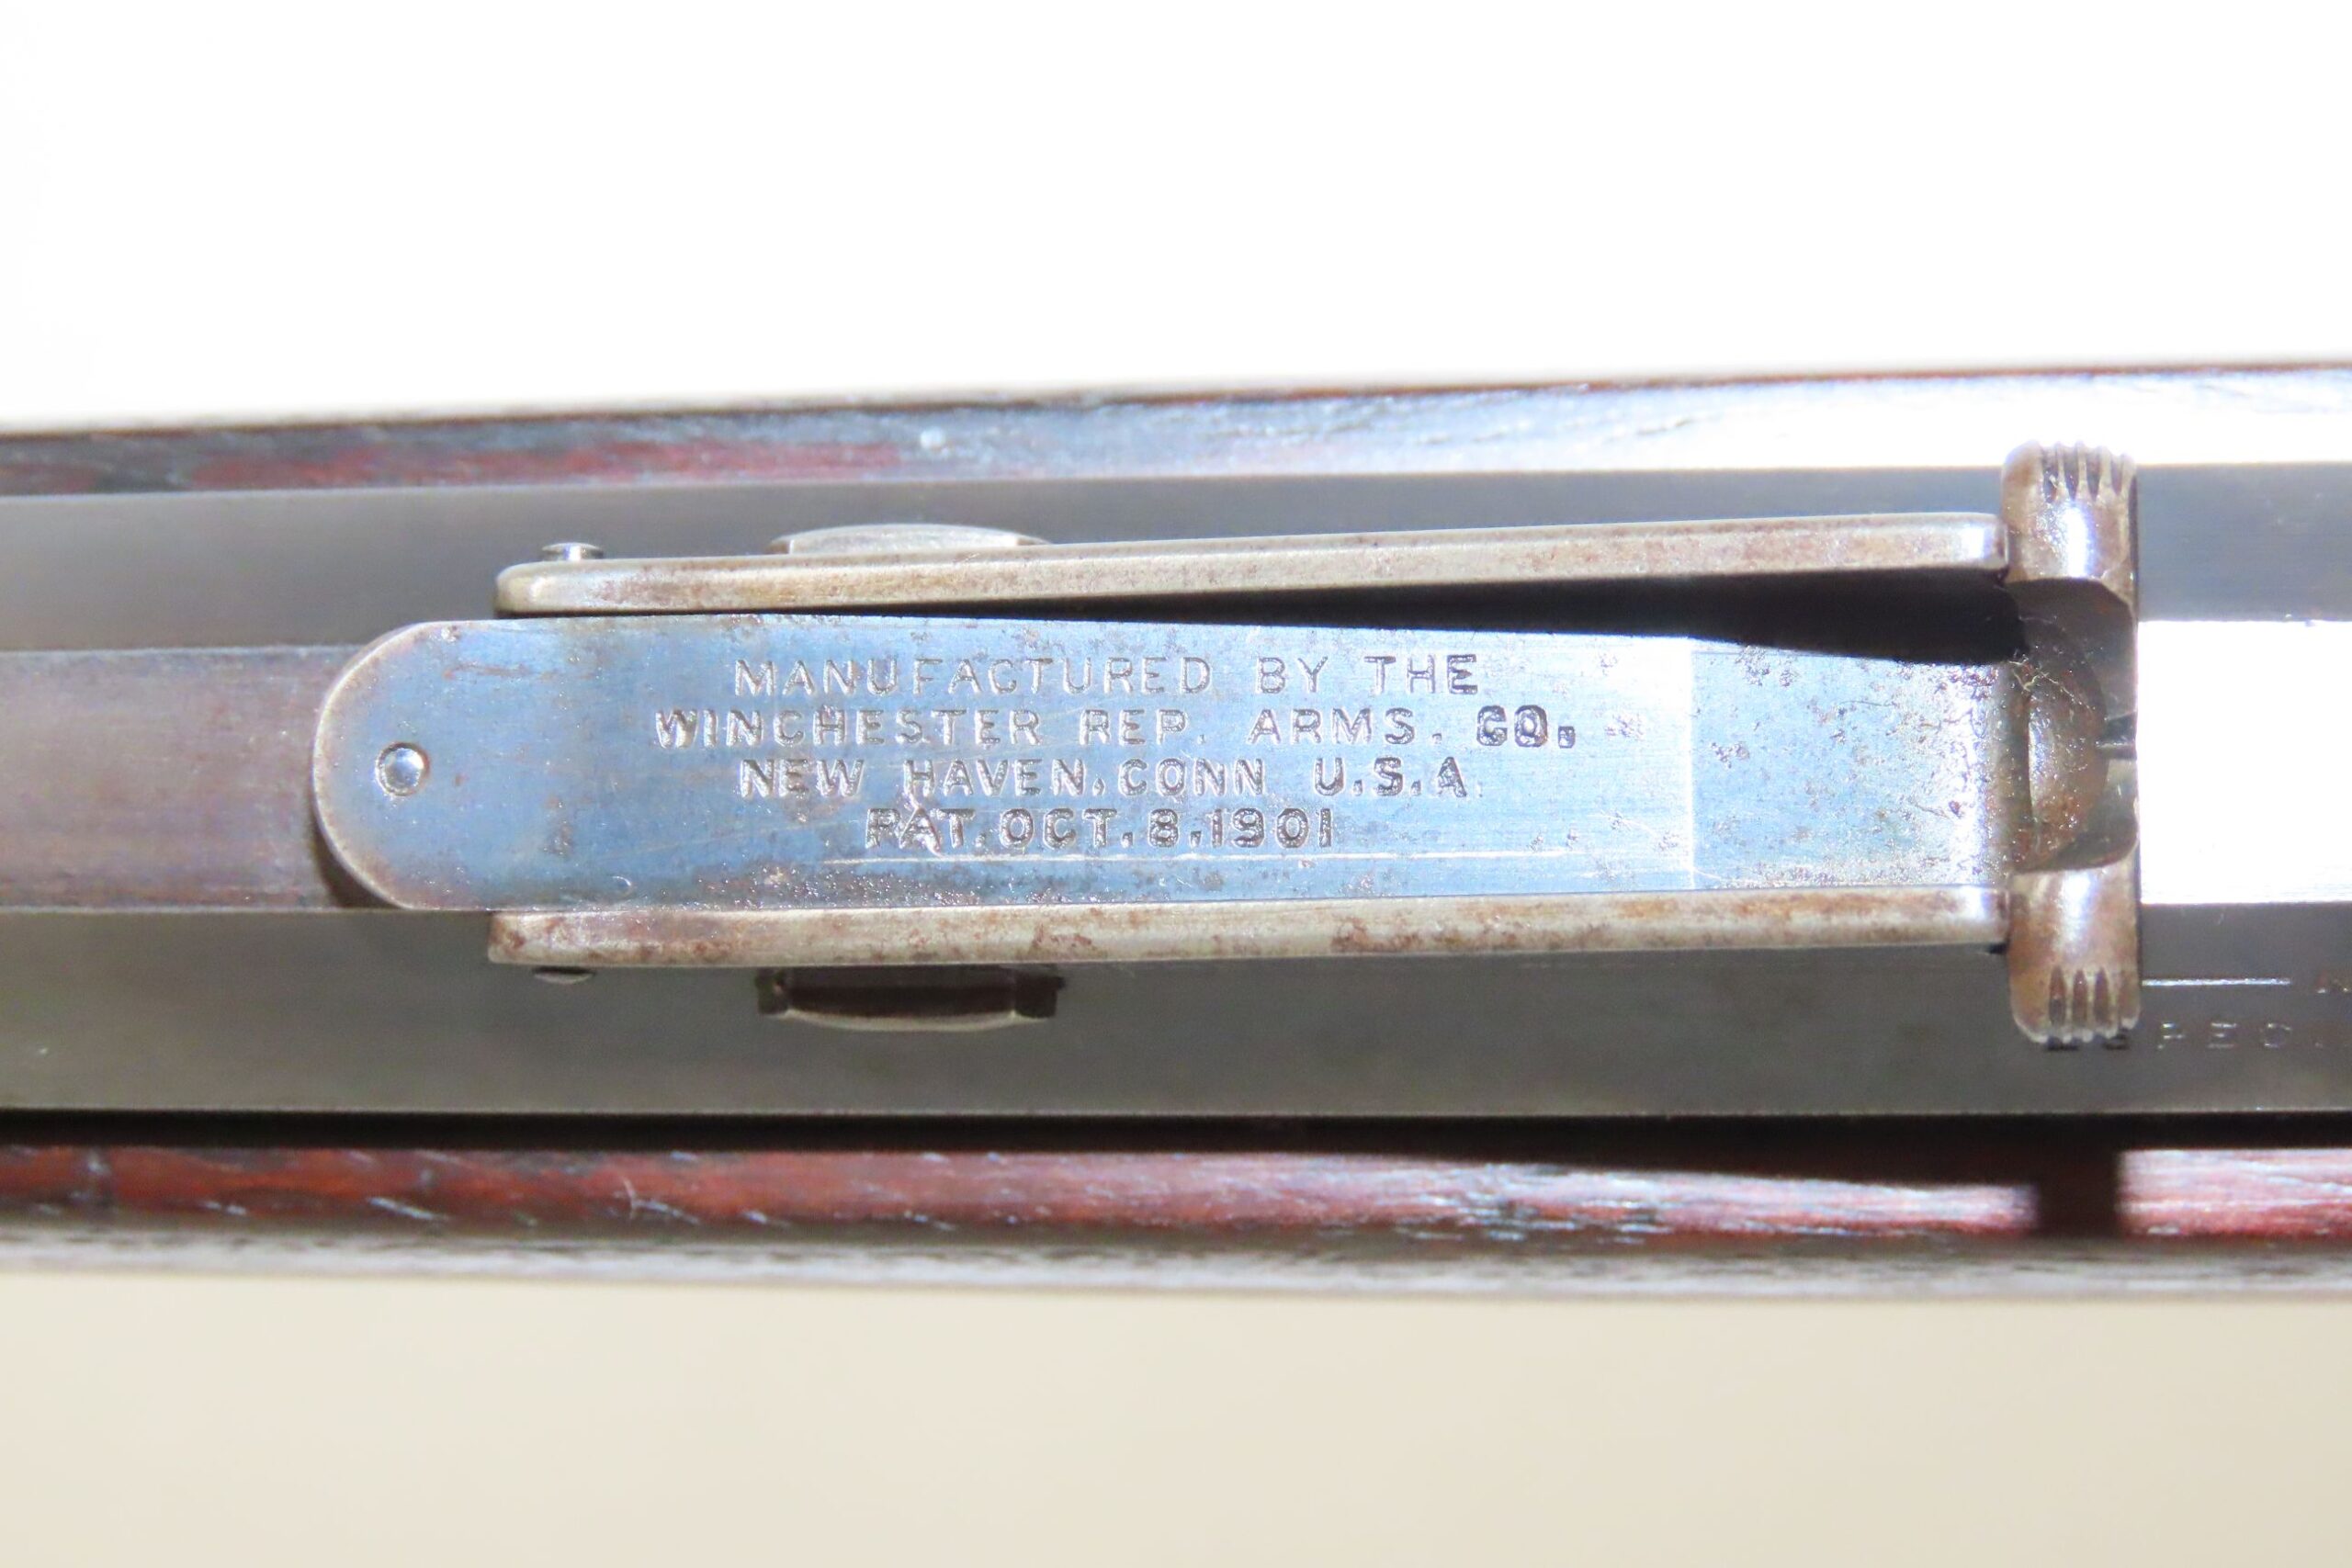 MANUFACTURED BY THE
WINCHESTER REP. ARMS. CO.
NEW HAVEN, CONN U.S.A.
PAT. OCT. 8. 1901